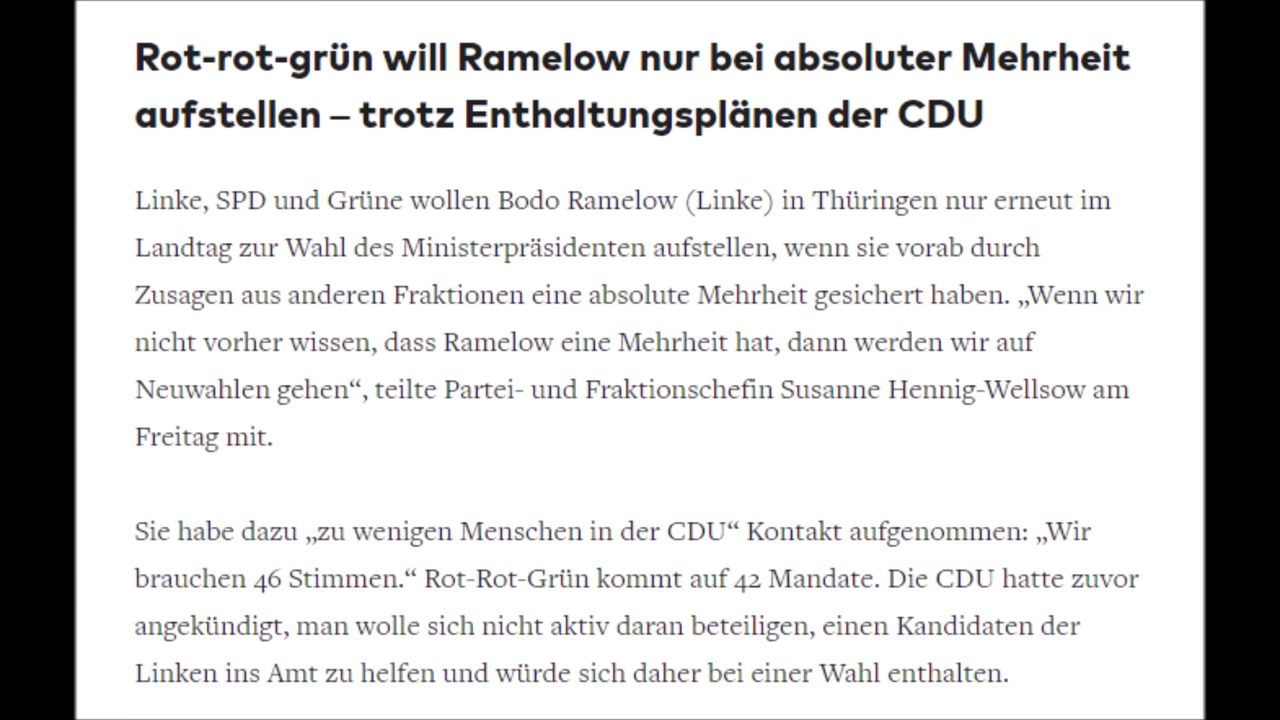 Rot-rot-grün will Ramelow nur bei absoluter Mehrheit
aufstellen – trotz Enthaltungsplänen der CDU
Linke, SPD und Grüne wollen Bodo Ramelow (Linke) in Thüringen nur erneut im
Landtag zur Wahl des Ministerpräsidenten aufstellen, wenn sie vorab durch
Zusagen aus anderen Fraktionen eine absolute Mehrheit gesichert haben. „Wenn wir
nicht vorher wissen, dass Ramelow eine Mehrheit hat, dann werden wir auf
Neuwahlen gehen“, teilte Partei- und Fraktionschefin Susanne Hennig-Wellsow am
Freitag mit.
Sie habe dazu „zu wenigen Menschen in der CDU“ Kontakt aufgenommen: „Wir
brauchen 46 Stimmen.“ Rot-Rot-Grün kommt auf 42 Mandate. Die CDU hatte zuvor
angekündigt, man wolle sich nicht aktiv daran beteiligen, einen Kandidaten der
Linken ins Amt zu helfen und würde sich daher bei einer Wahl enthalten.